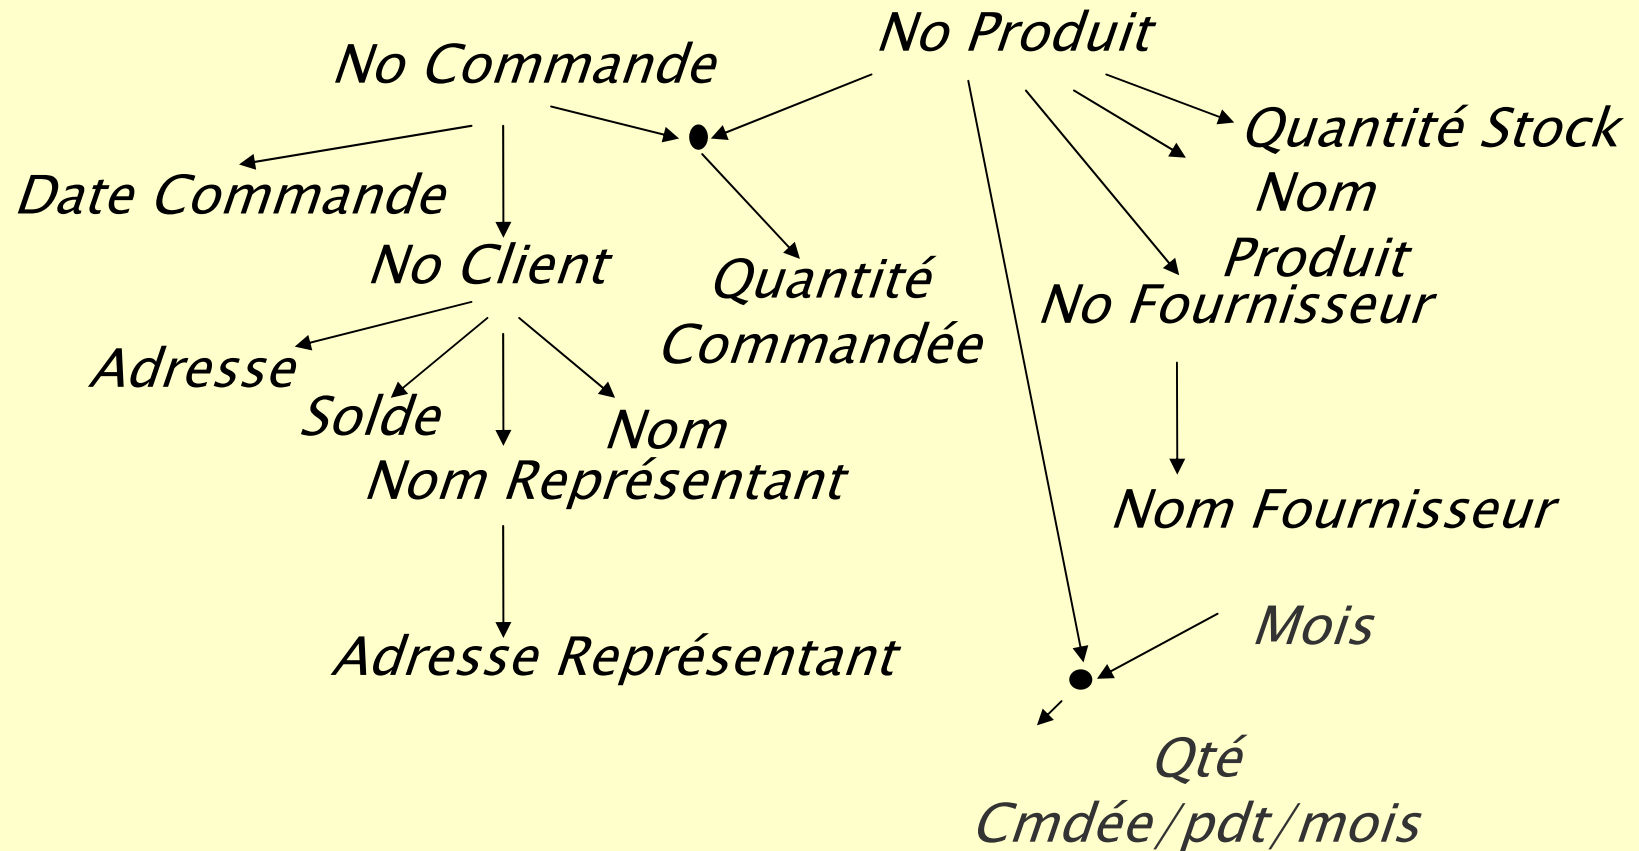 No Produit
No Commande
Quantité Stock
Date Commande
Nom
Produit
No Client
Quantité
Commandée
No Fournisseur
Adresse
Solde
Nom
Nom Représentant
Nom Fournisseur
Mois
Adresse Représentant
Qté
Cmdée/pdt/mois